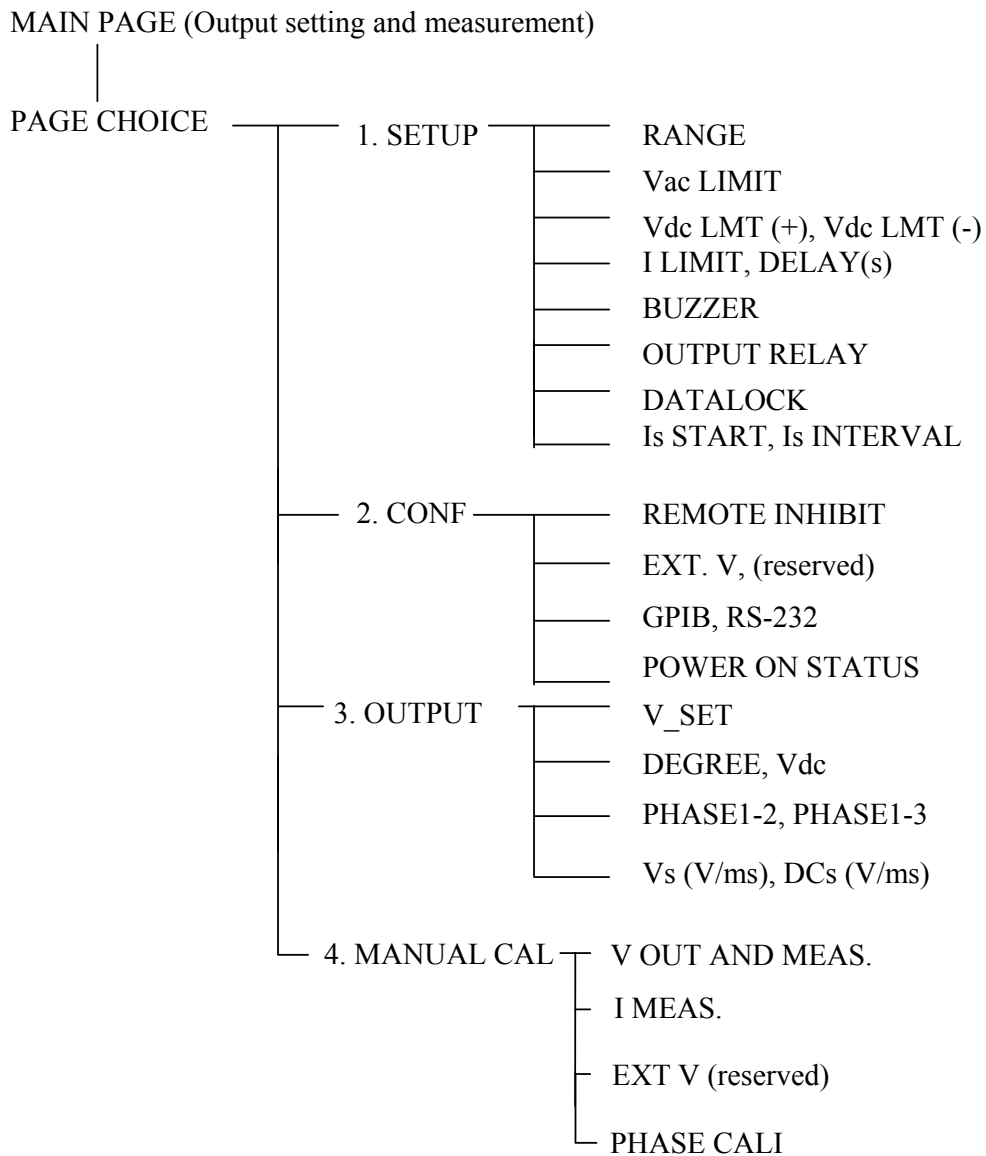 MAIN PAGE (Output setting and measurement)
PAGE CHOICE
1. SETUP
RANGE
Vac LIMIT
Vdc LMT (+), Vdc LMT (-)
I LIMIT, DELAY(s)
BUZZER
OUTPUT RELAY
DATALOCK
Is START, Is INTERVAL
2. CONF
REMOTE INHIBIT
EXT. V, (reserved)
GPIB, RS-232
POWER ON STATUS
3. OUTPUT
V_SET
DEGREE, Vdc
PHASE1-2, PHASE1-3
Vs (V/ms), DCs (V/ms)
4. MANUAL CAL
V OUT AND MEAS.
I MEAS.
EXT V (reserved)
PHASE CALI